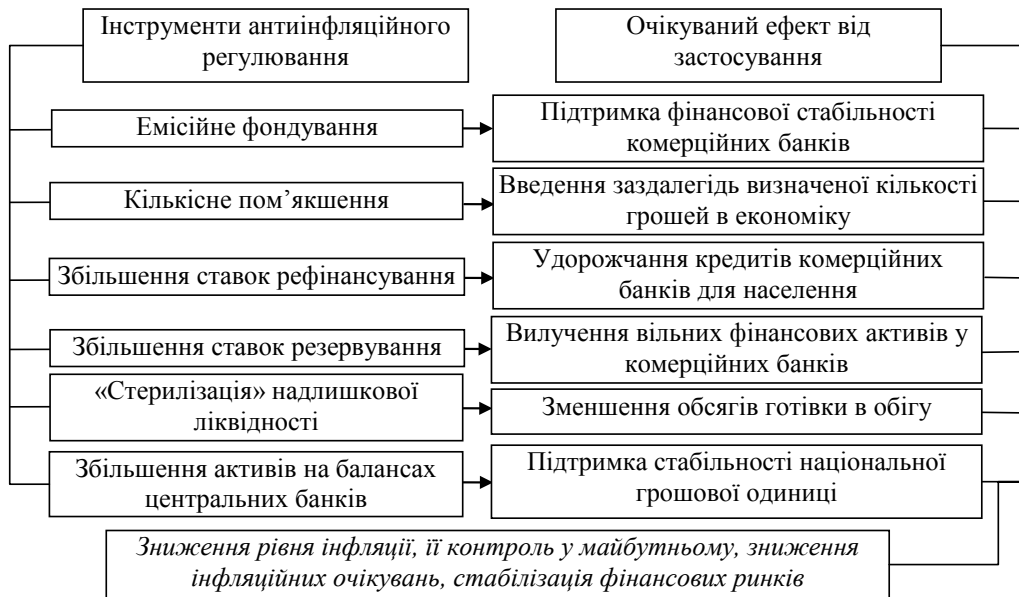 Інструменти антиінфляційного
регулювання
Очікуваний ефект від
застосування
Емісійне фондування
Підтримка фінансової стабільності
комерційних банків
Кількісне пом’якшення
Введення заздалегідь визначеної кількості
грошей в економіку
Збільшення ставок рефінансування
Удорожчання кредитів комерційних
банків для населення
Збільшення ставок резервування
Вилучення вільних фінансових активів у
комерційних банків
«Стерилізація» надлишкової
ліквідності
Зменшення обсягів готівки в обігу
Збільшення активів на балансах
центральних банків
Підтримка стабільності національної
грошової одиниці
Зниження рівня інфляції, її контроль у майбутньому, зниження
інфляційних очікувань, стабілізація фінансових ринків